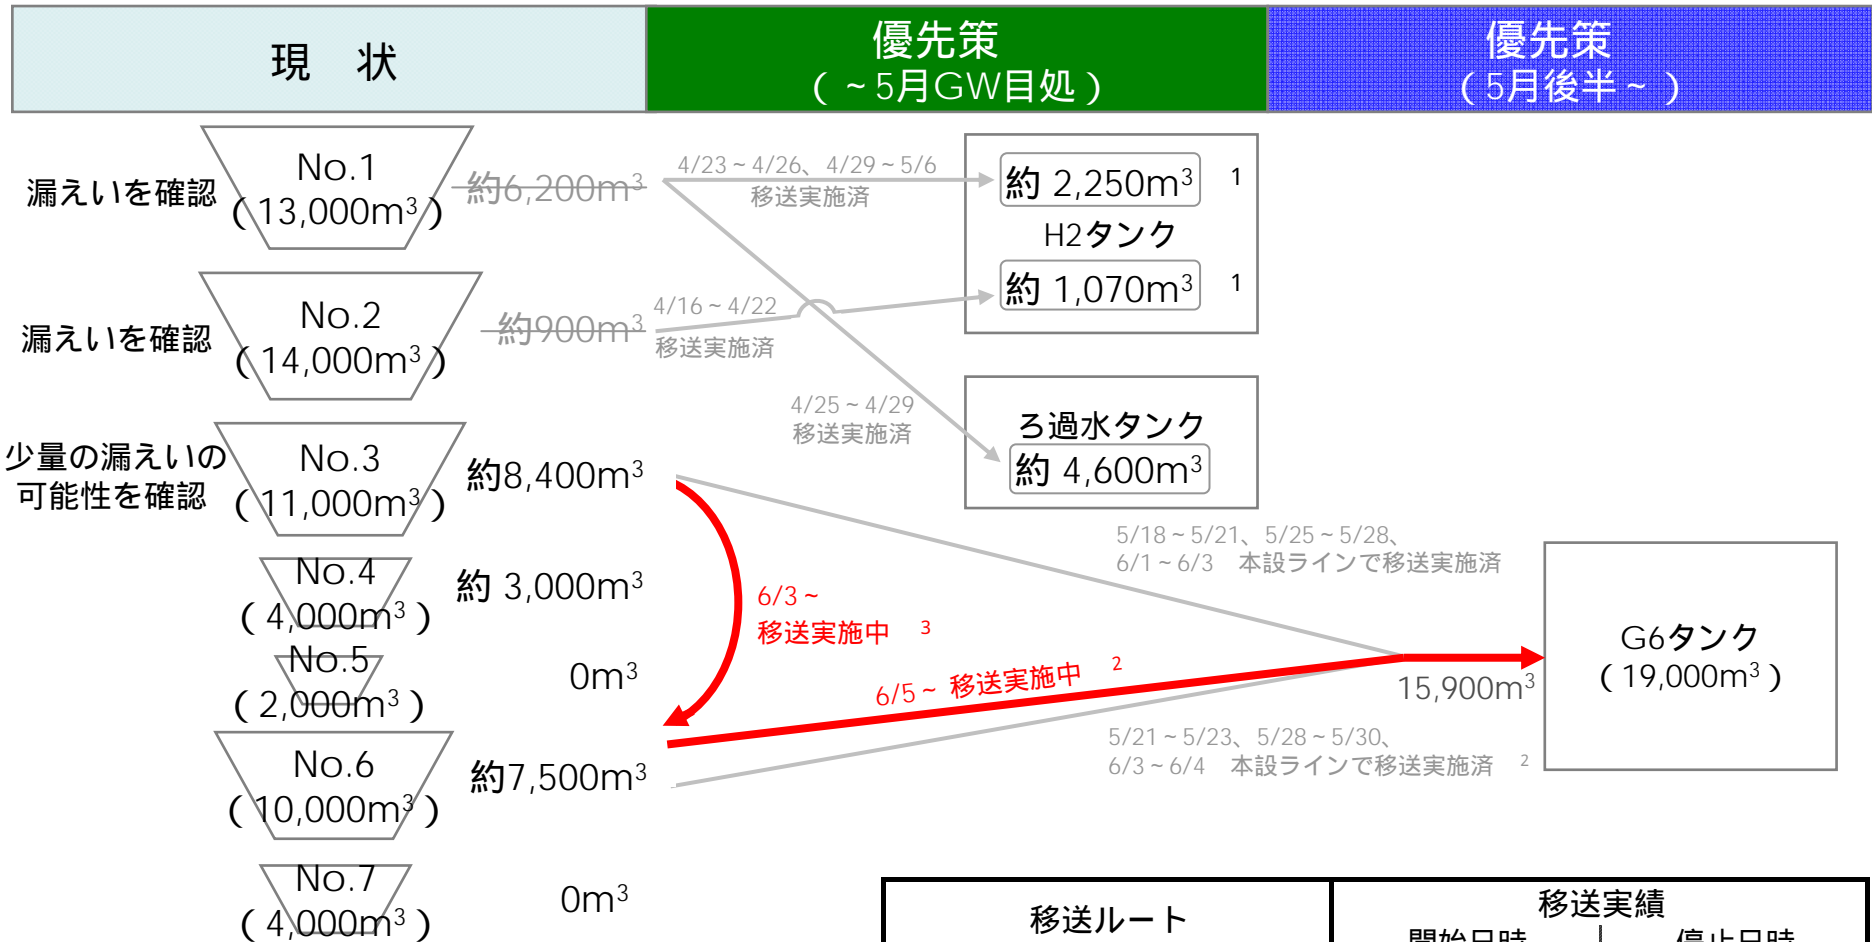 現 状
優先策
(~5月GW目処)
優先策
(5月後半~)
漏えいを確認
No.1
(13,000m³)
約6,200m³
4/23~4/26、4/29~5/6
移送実施済
約 2,250m³ 1
H2タンク
約 1,070m³ 1
漏えいを確認
No.2
(14,000m³)
約900m³
4/16~4/22
移送実施済
4/25~4/29
移送実施済
ろ過水タンク
約 4,600m³
少量の漏えいの
可能性を確認
No.3
(11,000m³)
約8,400m³
5/18~5/21、5/25~5/28、
6/1~6/3 本設ラインで移送実施済
No.4
(4,000m³)
約 3,000m³
6/3~
移送実施中 3
No.5
(2,000m³)
0m³
6/5~ 移送実施中 2
15,900m³
G6タンク
(19,000m³)
No.6
(10,000m³)
約7,500m³
5/21~5/23、5/28~5/30、
6/3~6/4 本設ラインで移送実施済 2
No.7
(4,000m³)
0m³
移送ルート
移送実績
開始日時
停止日時